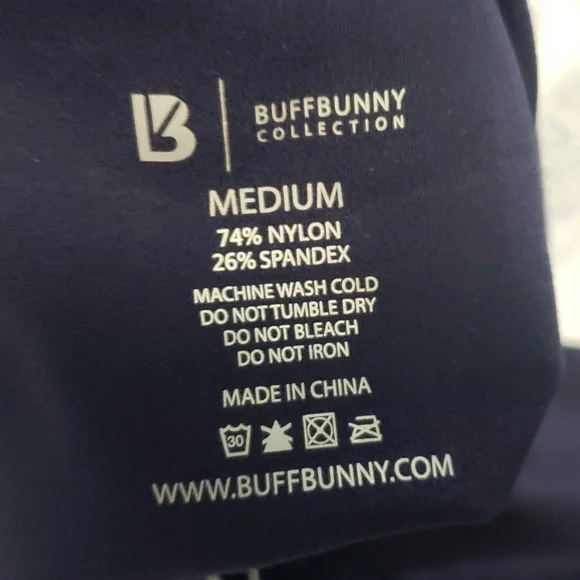 B
BUFFBUNNY
COLLECTION
MEDIUM
74% NYLON
26% SPANDEX
MACHINE WASH COLD
DO NOT TUMBLE DRY
DO NOT BLEACH
DO NOT IRON
MADE IN CHINA
30
WWW.BUFFBUNNY.COM